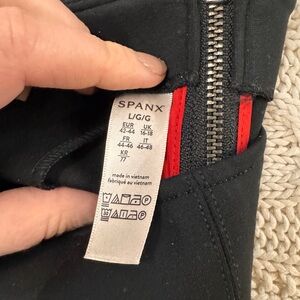 SPANX
L/G/G
EUR UK
42-44 16-18
FR IT
44-46 46-48
KR
77
made in vietnam
fabriqué au vietnam